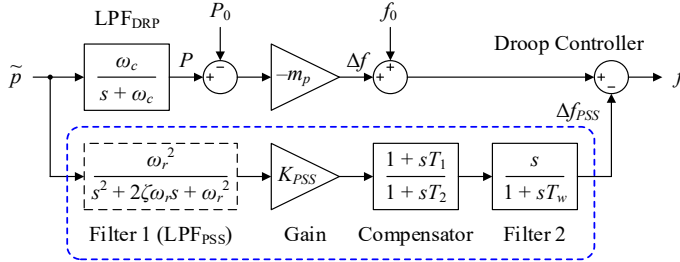 LPF_DRP
P_0
f_0
Droop Controller
p̃
ω_c
s + ω_c
P
−
+
−m_p
Δf
+
+
+
−
f
Δf_PSS
ω_r^2
s^2 + 2ζω_r s + ω_r^2
K_PSS
1 + sT_1
1 + sT_2
s
1 + sT_w
Filter 1 (LPF_PSS)
Gain
Compensator
Filter 2